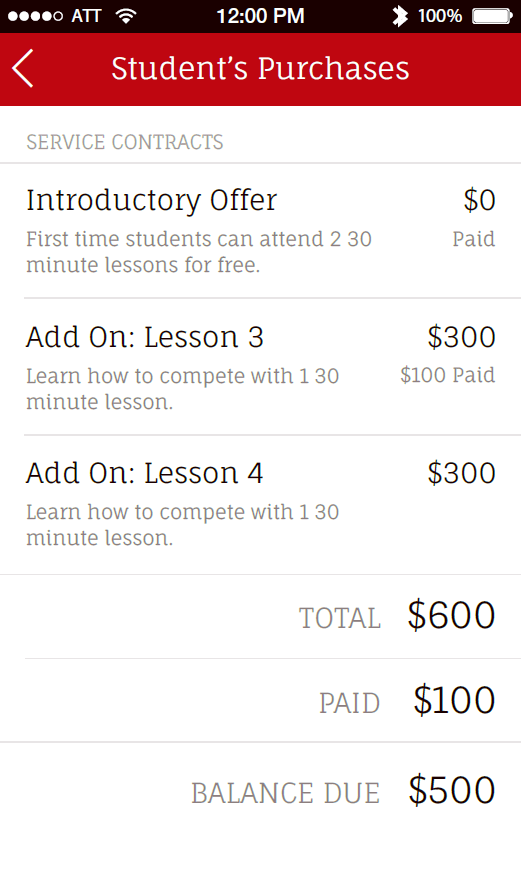 ATT 12:00 PM 100%
Student's Purchases
SERVICE CONTRACTS
Introductory Offer $0
First time students can attend 2 30 Paid
minute lessons for free.
Add On: Lesson 3 $300
Learn how to compete with 1 30 $100 Paid
minute lesson.
Add On: Lesson 4 $300
Learn how to compete with 1 30
minute lesson.
TOTAL $600
PAID $100
BALANCE DUE $500